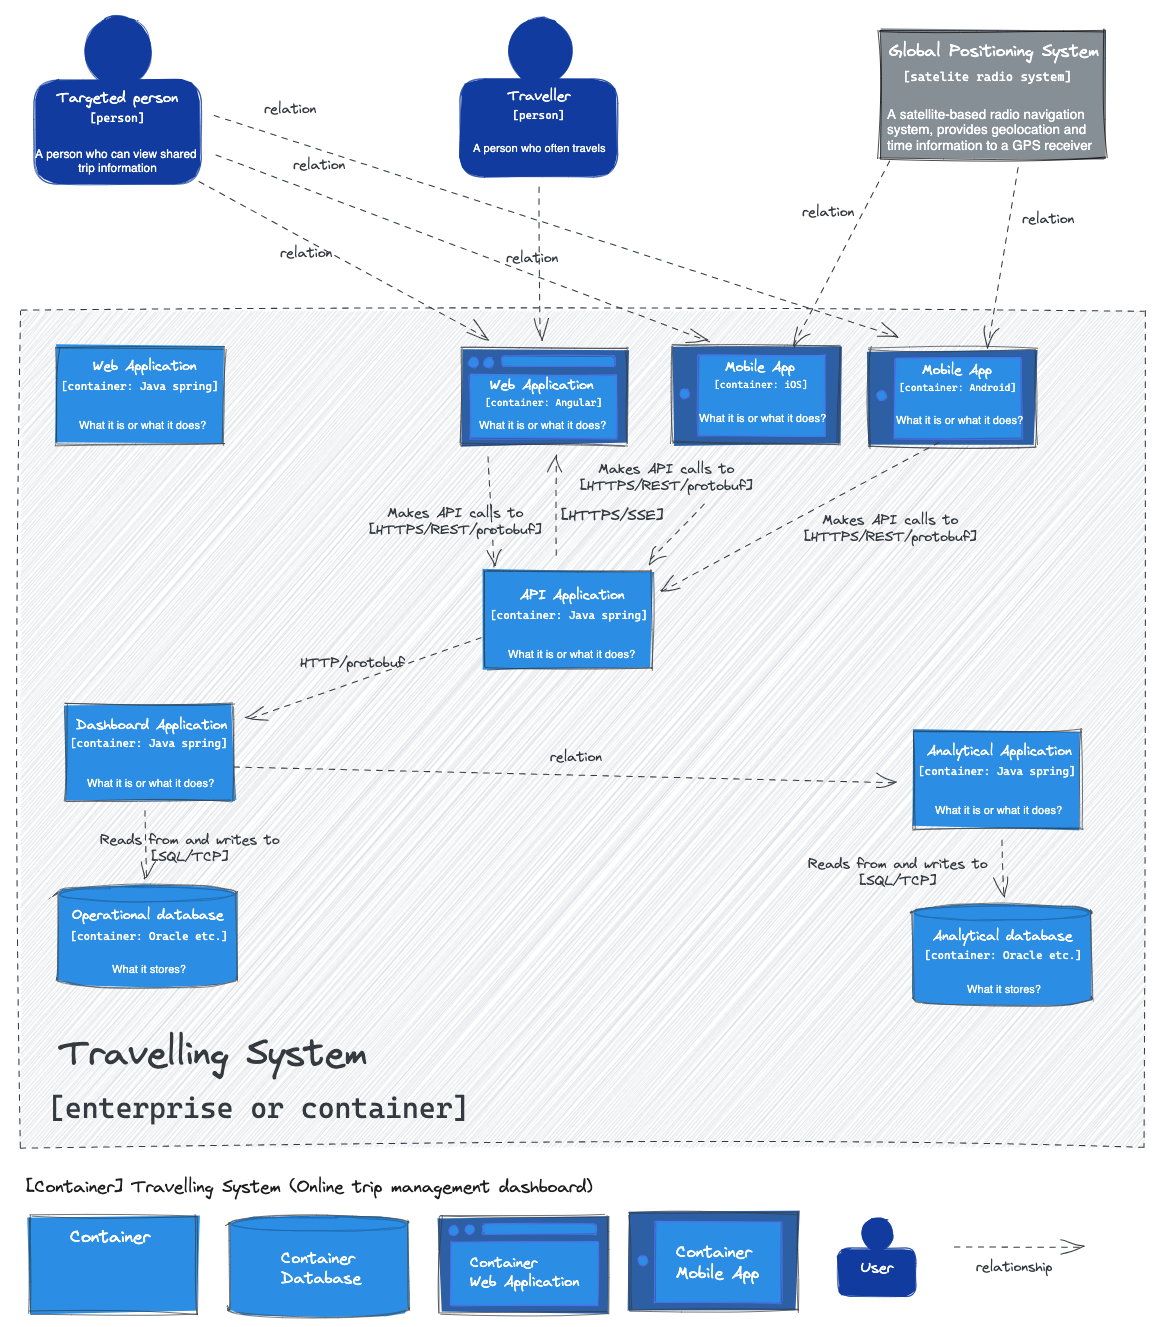 Targeted person
[person]
A person who can view shared
trip information
Traveller
[person]
A person who often travels
Global Positioning System
[satelite radio system]
A satellite-based radio navigation
system, provides geolocation and
time information to a GPS receiver
relation
relation
relation
relation
relation
relation
Web Application
[container: Java spring]
What it is or what it does?
Web Application
[container: Angular]
What it is or what it does?
Mobile App
[container: iOS]
What it is or what it does?
Mobile App
[container: Android]
What it is or what it does?
Makes API calls to
[HTTPS/REST/protobuf]
[HTTPS/SSE]
Makes API calls to
[HTTPS/REST/protobuf]
Makes API calls to
[HTTPS/REST/protobuf]
API Application
[container: Java spring]
What it is or what it does?
HTTP/protobuf
Dashboard Application
[container: Java spring]
What it is or what it does?
relation
Analytical Application
[container: Java spring]
What it is or what it does?
Reads from and writes to
[SQL/TCP]
Reads from and writes to
[SQL/TCP]
Operational database
[container: Oracle etc.]
What it stores?
Analytical database
[container: Oracle etc.]
What it stores?
Travelling System
[enterprise or container]
[Container] Travelling System (Online trip management dashboard)
Container
Container
Database
Container
Web Application
Container
Mobile App
User
relationship